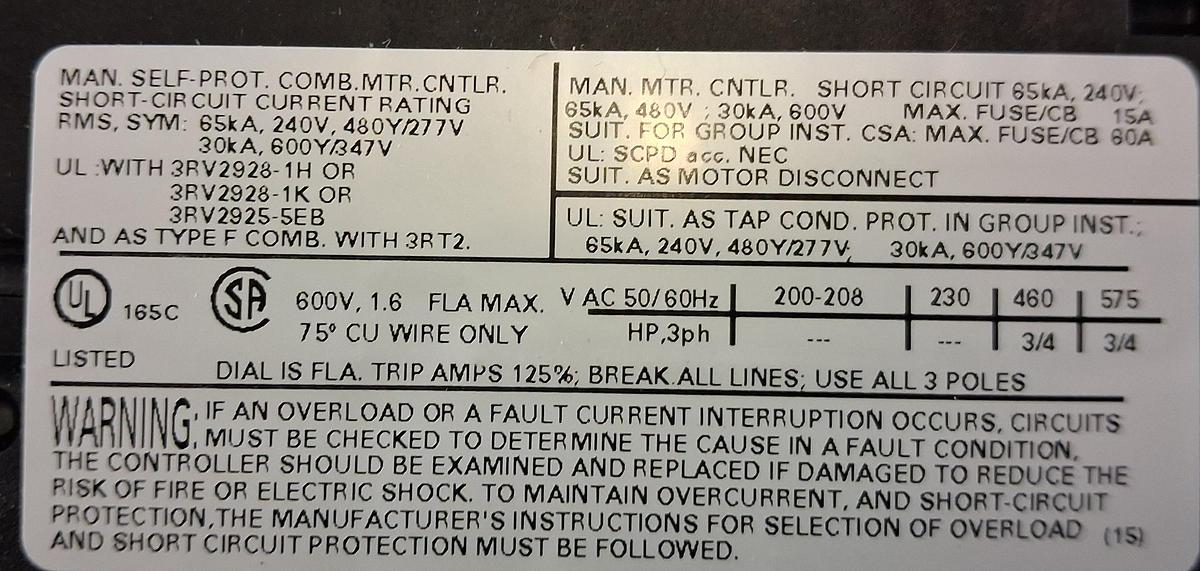 MAN. SELF-PROT. COMB.MTR.CNTLR.
SHORT-CIRCUIT CURRENT RATING
RMS, SYM: 65kA, 240V, 480Y/277V
30kA, 600Y/347V
UL :WITH 3RV2928-1H OR
3RV2928-1K OR
3RV2925-5EB
AND AS TYPE F COMB. WITH 3RT2.
MAN. MTR. CNTLR. SHORT CIRCUIT 65kA, 240V;
65kA, 480V ; 30kA, 600V MAX. FUSE/CB 15A
SUIT. FOR GROUP INST. CSA: MAX. FUSE/CB 60A
UL: SCPD acc. NEC
SUIT. AS MOTOR DISCONNECT
UL: SUIT. AS TAP COND. PROT. IN GROUP INST.;
65kA, 240V, 480Y/277V; 30kA, 600Y/347V
UL 165C
LISTED
SA 600V, 1.6 FLA MAX.
75° CU WIRE ONLY
V AC 50/60Hz 200-208 230 460 575
HP,3ph --- --- 3/4 3/4
DIAL IS FLA. TRIP AMPS 125%; BREAK ALL LINES; USE ALL 3 POLES
WARNING: IF AN OVERLOAD OR A FAULT CURRENT INTERRUPTION OCCURS, CIRCUITS
MUST BE CHECKED TO DETERMINE THE CAUSE IN A FAULT CONDITION,
THE CONTROLLER SHOULD BE EXAMINED AND REPLACED IF DAMAGED TO REDUCE THE
RISK OF FIRE OR ELECTRIC SHOCK. TO MAINTAIN OVERCURRENT, AND SHORT-CIRCUIT
PROTECTION,THE MANUFACTURER'S INSTRUCTIONS FOR SELECTION OF OVERLOAD (15)
AND SHORT CIRCUIT PROTECTION MUST BE FOLLOWED.